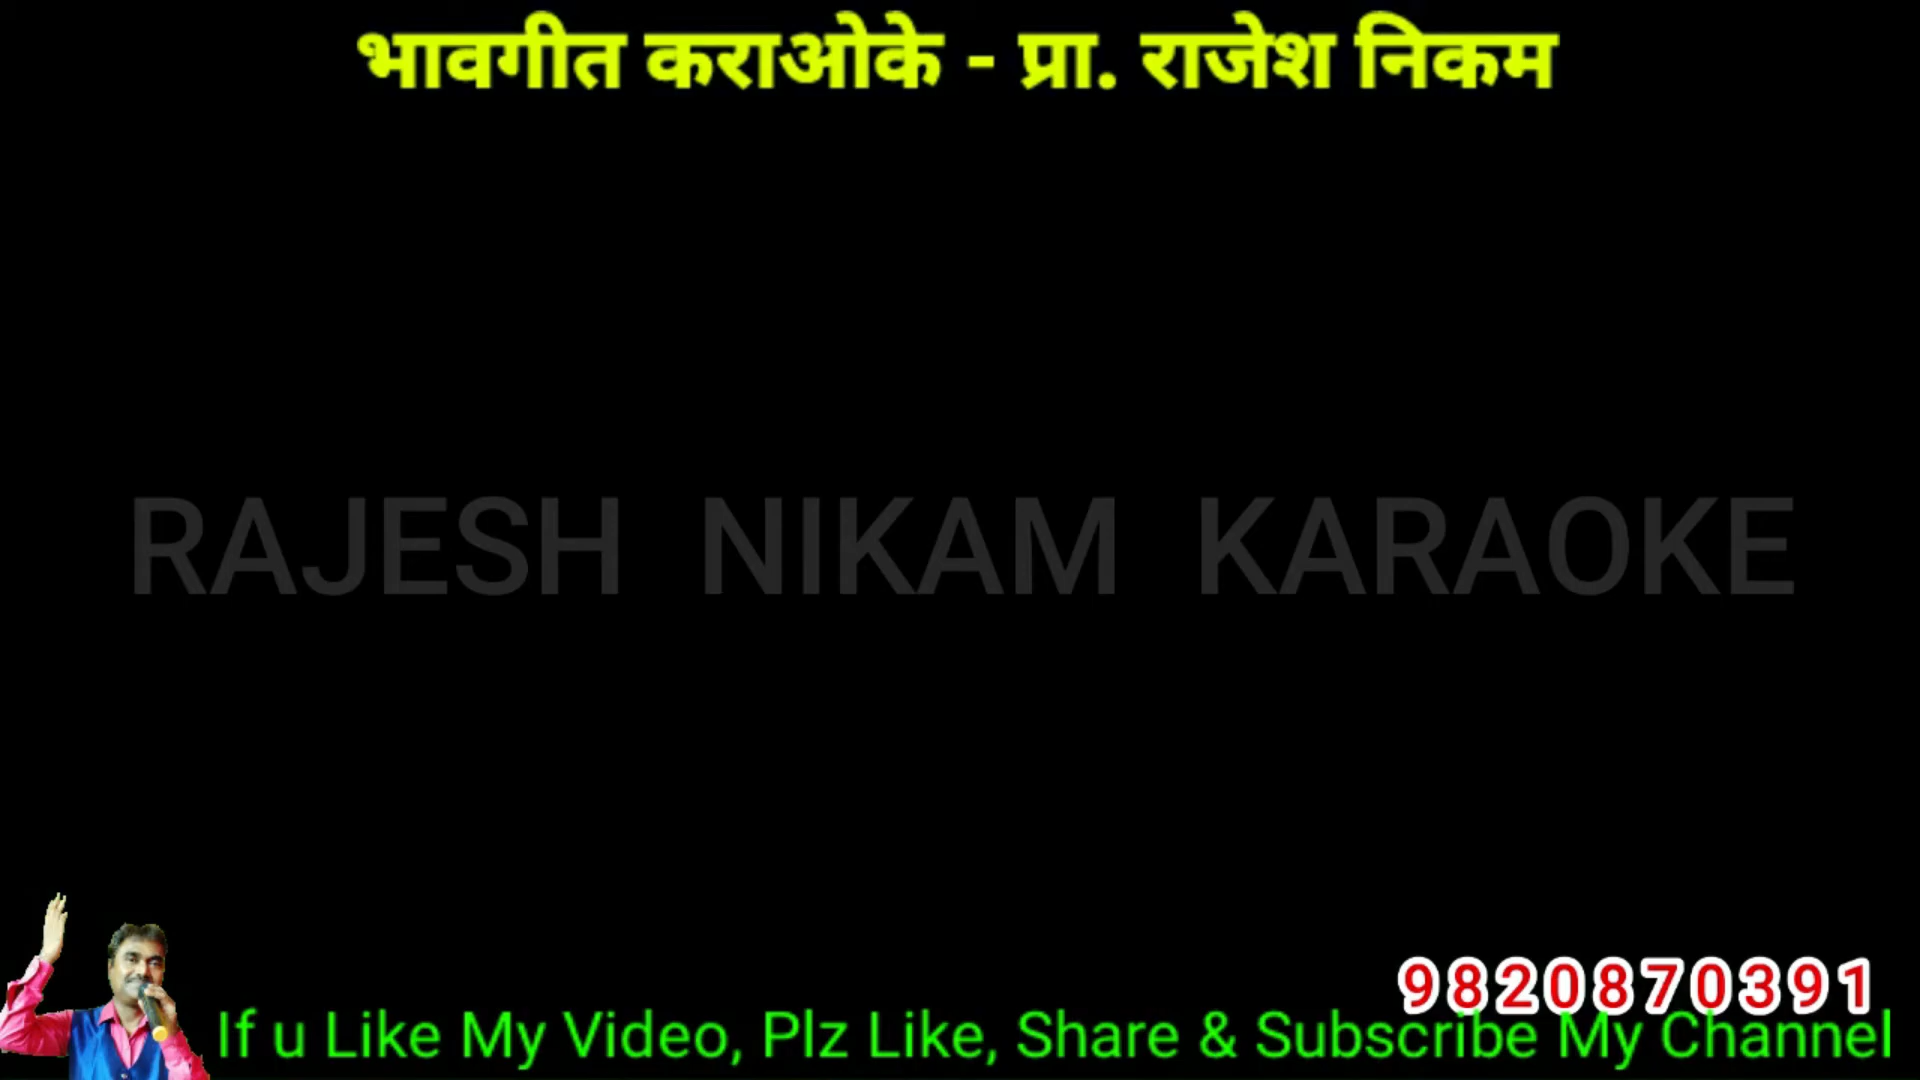 भावगीत कराओके - प्रा. राजेश निकम
RAJESH NIKAM KARAOKE
9820870391
If u Like My Video, Plz Like, Share & Subscribe My Channel